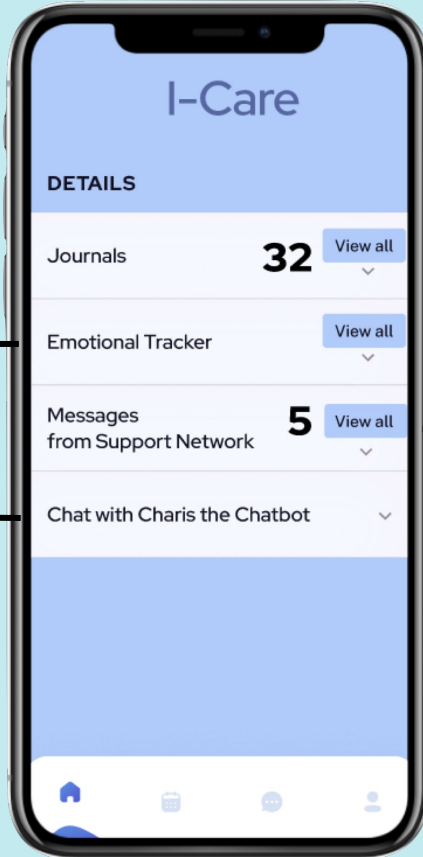 I-Care
DETAILS
Journals 32 View all
Emotional Tracker View all
Messages
from Support Network 5 View all
Chat with Charis the Chatbot